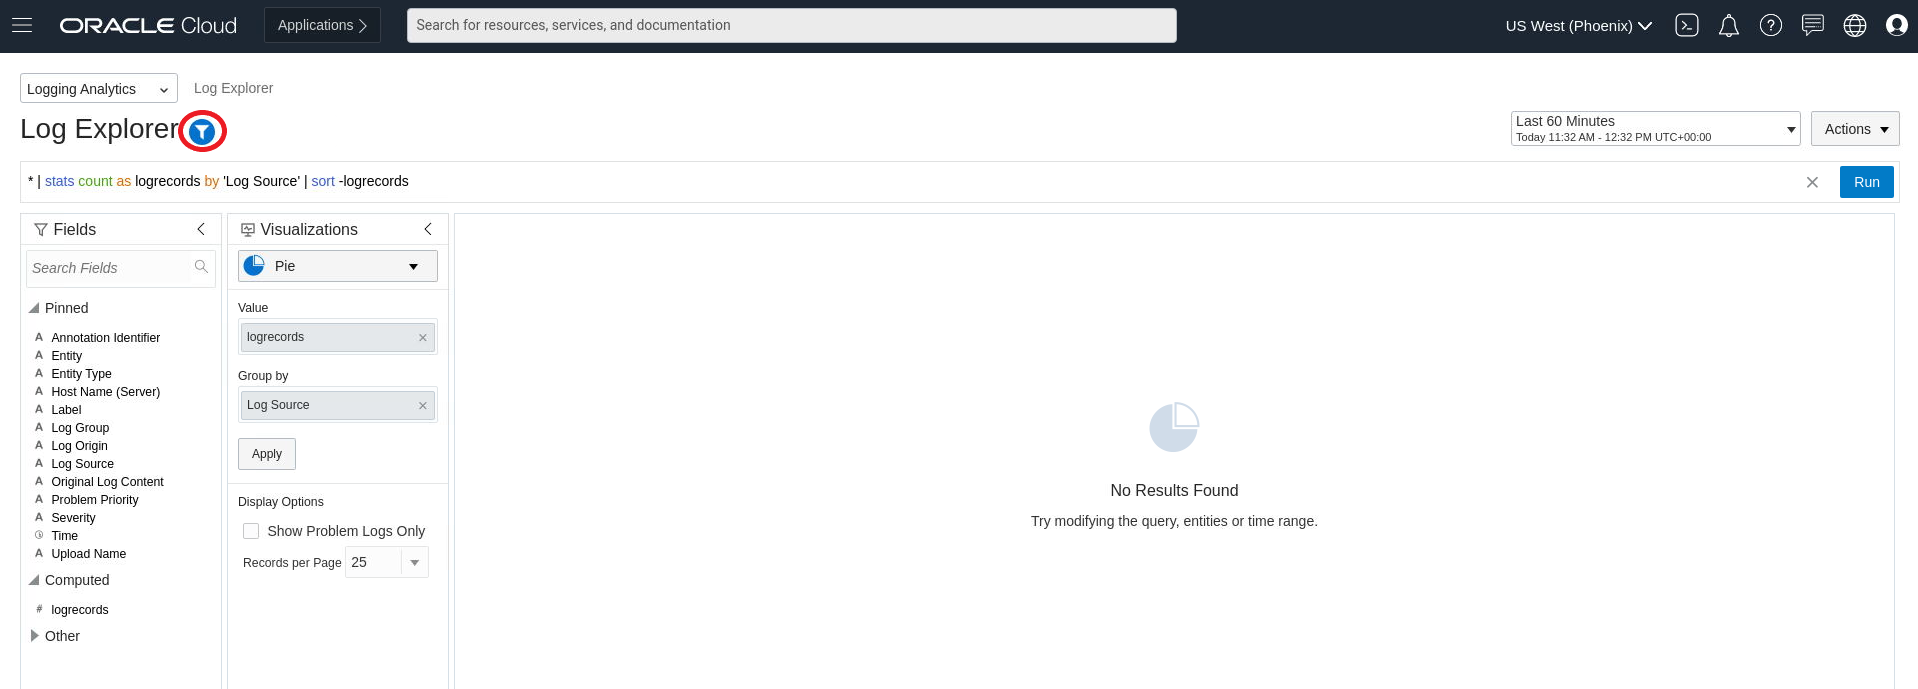 ORACLE Cloud
Applications
Search for resources, services, and documentation
US West (Phoenix)
Logging Analytics
Log Explorer
Log Explorer
Last 60 Minutes
Today 11:32 AM - 12:32 PM UTC+00:00
Actions
* | stats count as logrecords by 'Log Source' | sort -logrecords
Run
Fields
Search Fields
Pinned
A Annotation Identifier
A Entity
A Entity Type
A Host Name (Server)
A Label
A Log Group
A Log Origin
A Log Source
A Original Log Content
A Problem Priority
A Severity
Time
A Upload Name
Computed
# logrecords
Other
Visualizations
Pie
Value
logrecords
Group by
Log Source
Apply
Display Options
Show Problem Logs Only
Records per Page 25
No Results Found
Try modifying the query, entities or time range.